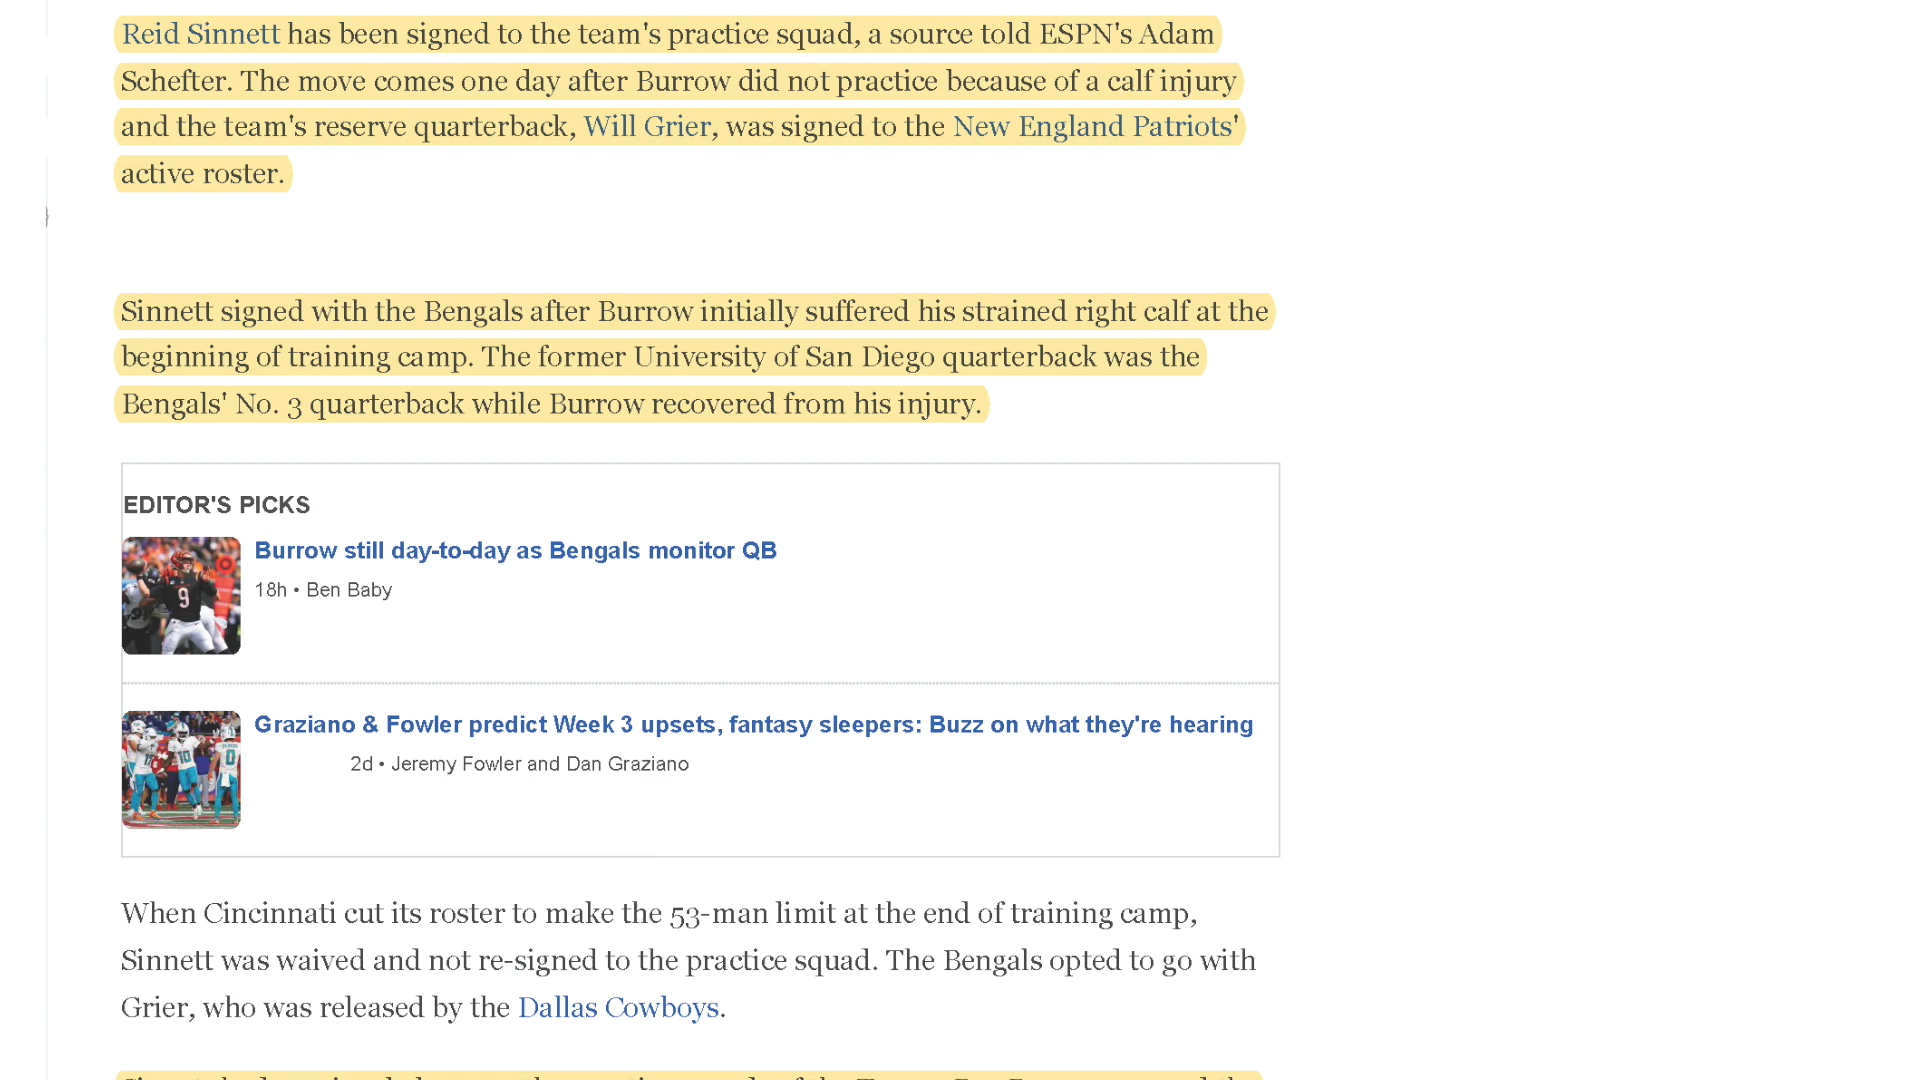 Reid Sinnett has been signed to the team's practice squad, a source told ESPN's Adam
Schefter. The move comes one day after Burrow did not practice because of a calf injury
and the team's reserve quarterback, Will Grier, was signed to the New England Patriots'
active roster.
Sinnett signed with the Bengals after Burrow initially suffered his strained right calf at the
beginning of training camp. The former University of San Diego quarterback was the
Bengals' No. 3 quarterback while Burrow recovered from his injury.
EDITOR'S PICKS
Burrow still day-to-day as Bengals monitor QB
18h • Ben Baby
9
Graziano & Fowler predict Week 3 upsets, fantasy sleepers: Buzz on what they're hearing
2d • Jeremy Fowler and Dan Graziano
10
0
When Cincinnati cut its roster to make the 53-man limit at the end of training camp,
Sinnett was waived and not re-signed to the practice squad. The Bengals opted to go with
Grier, who was released by the Dallas Cowboys.